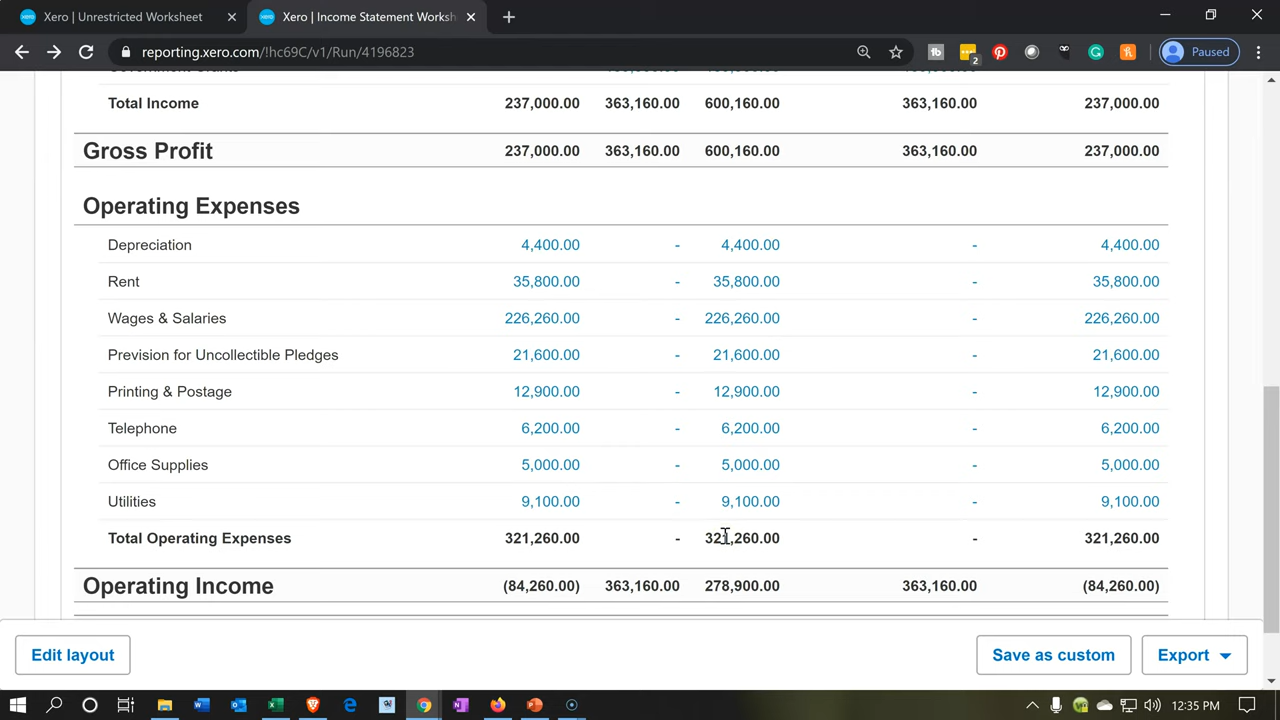 Xero | Unrestricted Worksheet
Xero | Income Statement Worksh
reporting.xero.com/!hc69C/v1/Run/4196823
2
Paused
Total Income 237,000.00 363,160.00 600,160.00 363,160.00 237,000.00
Gross Profit 237,000.00 363,160.00 600,160.00 363,160.00 237,000.00
Operating Expenses
Depreciation 4,400.00 - 4,400.00 - 4,400.00
Rent 35,800.00 - 35,800.00 - 35,800.00
Wages & Salaries 226,260.00 - 226,260.00 - 226,260.00
Prevision for Uncollectible Pledges 21,600.00 - 21,600.00 - 21,600.00
Printing & Postage 12,900.00 - 12,900.00 - 12,900.00
Telephone 6,200.00 - 6,200.00 - 6,200.00
Office Supplies 5,000.00 - 5,000.00 - 5,000.00
Utilities 9,100.00 - 9,100.00 - 9,100.00
Total Operating Expenses 321,260.00 - 321,260.00 - 321,260.00
Operating Income (84,260.00) 363,160.00 278,900.00 363,160.00 (84,260.00)
Edit layout
Save as custom
Export
12:35 PM